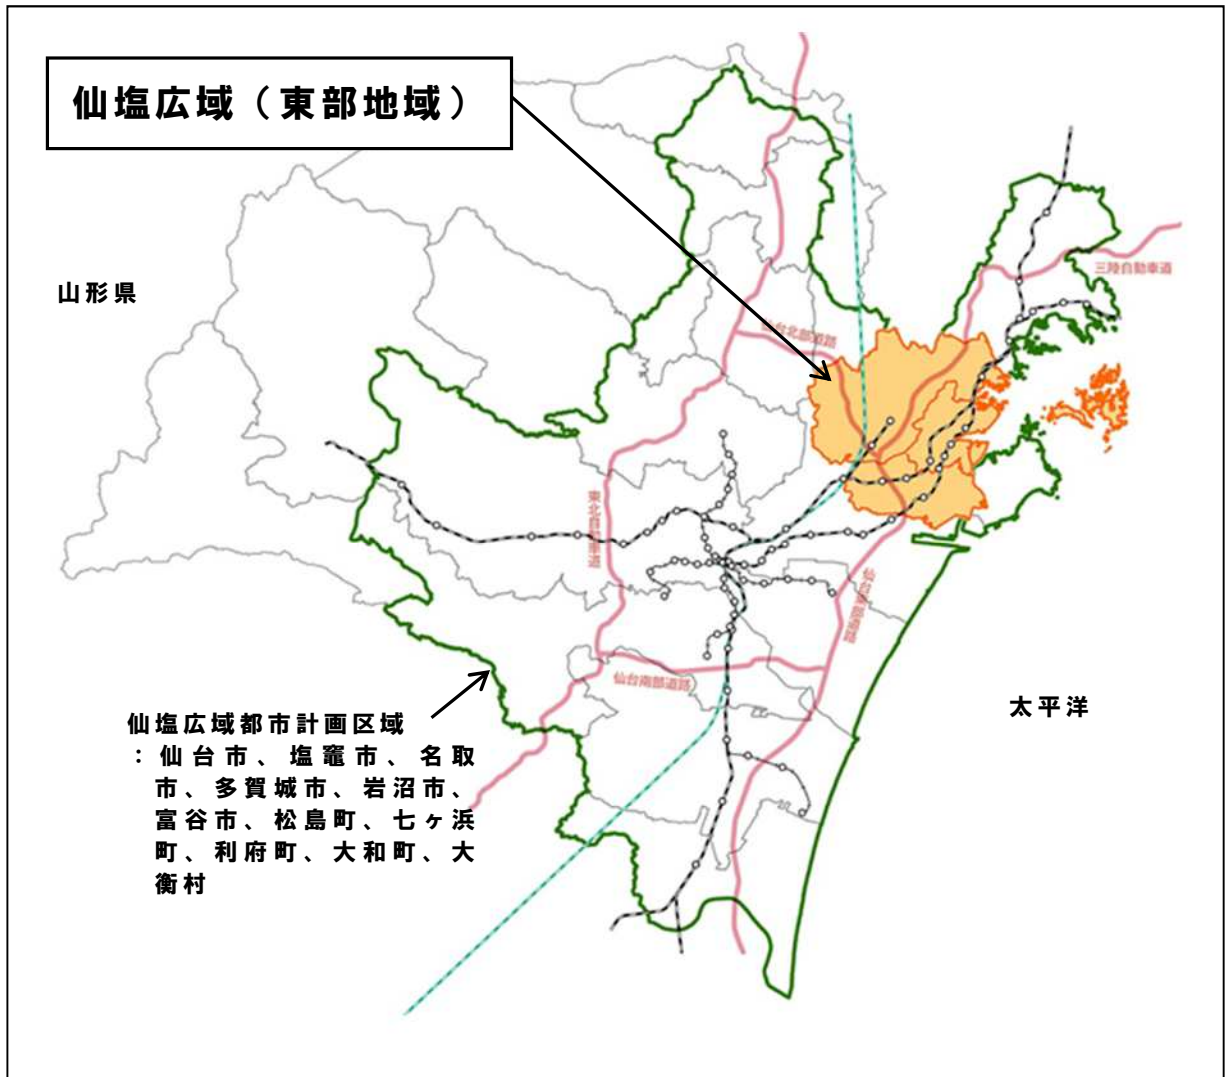 仙塩広域（東部地域）
山形県
三陸自動車道
仙台北部道路
東北自動車道
仙台東部道路
仙台南部道路
太平洋
仙塩広域都市計画区域
：仙台市、塩竈市、名取
市、多賀城市、岩沼市、
富谷市、松島町、七ヶ浜
町、利府町、大和町、大
衡村